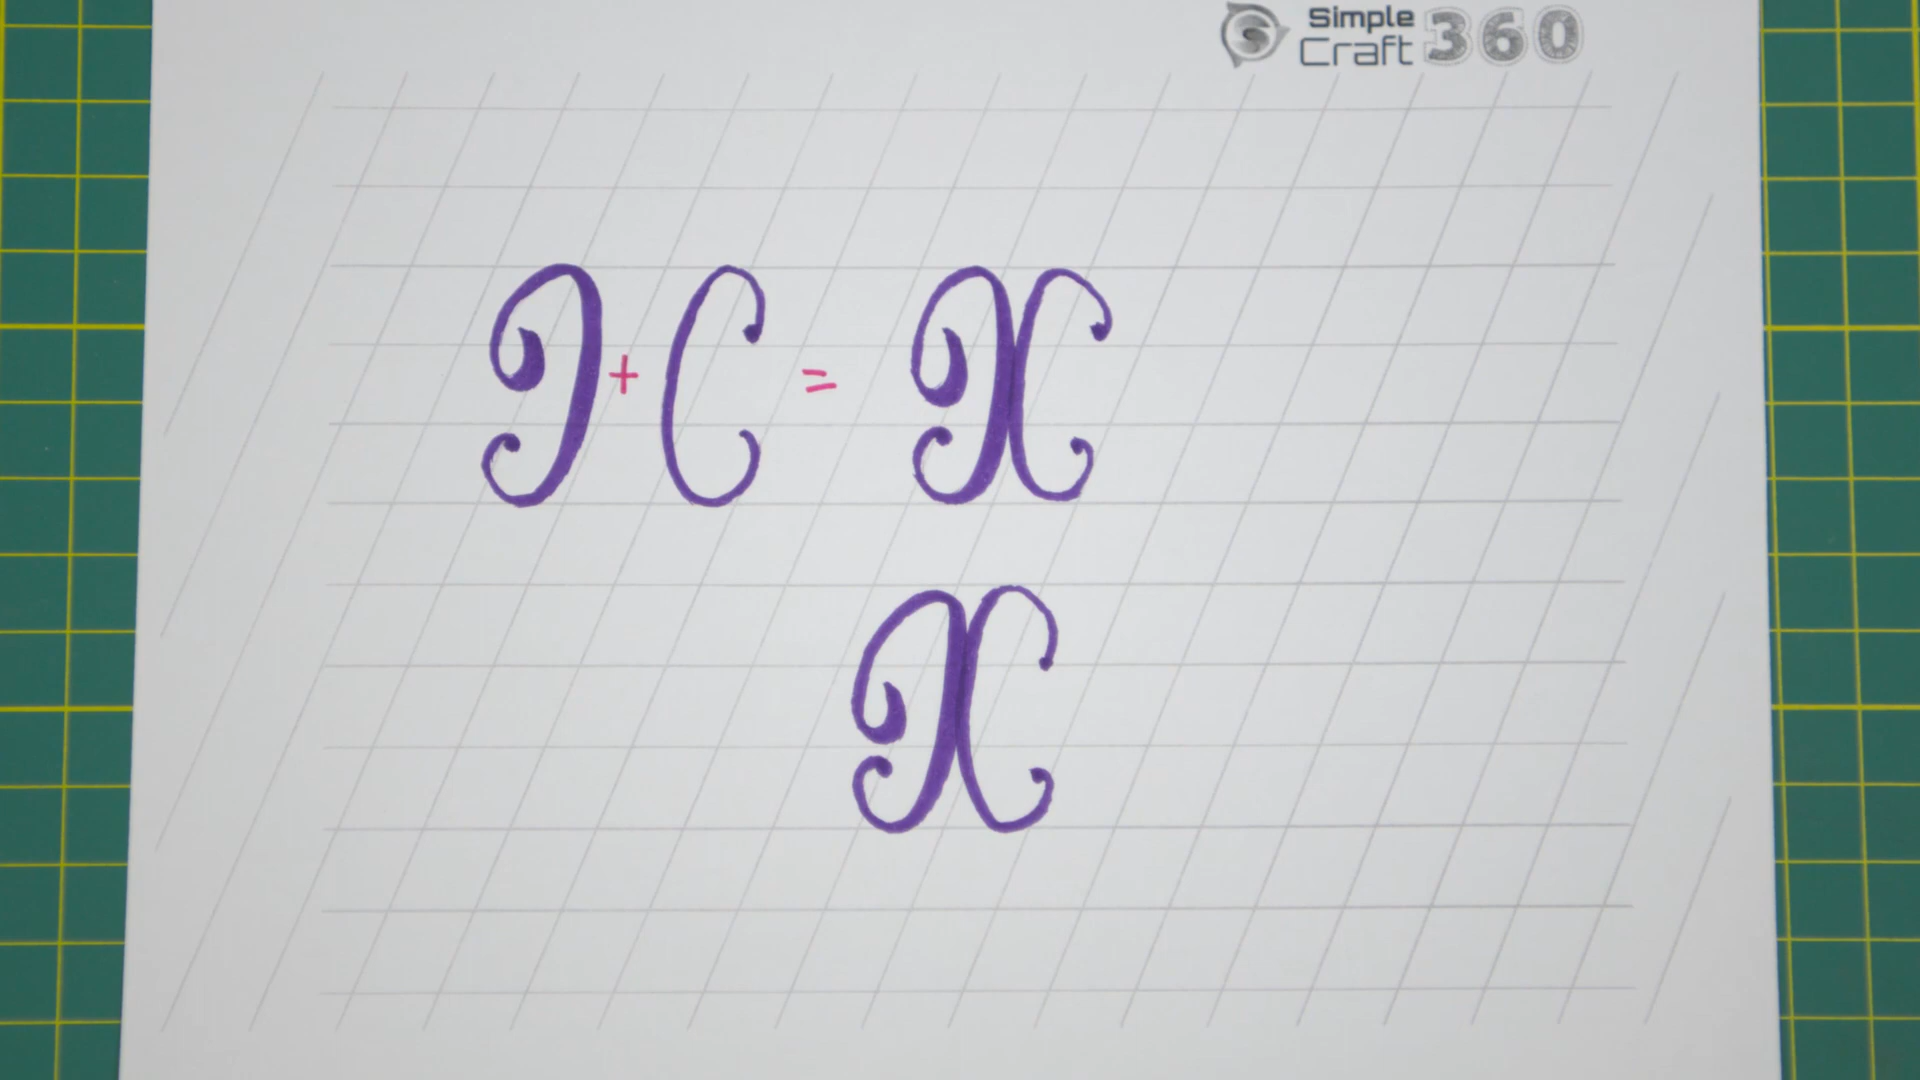 Simple
Craft 360
Ɔ + C = X
X